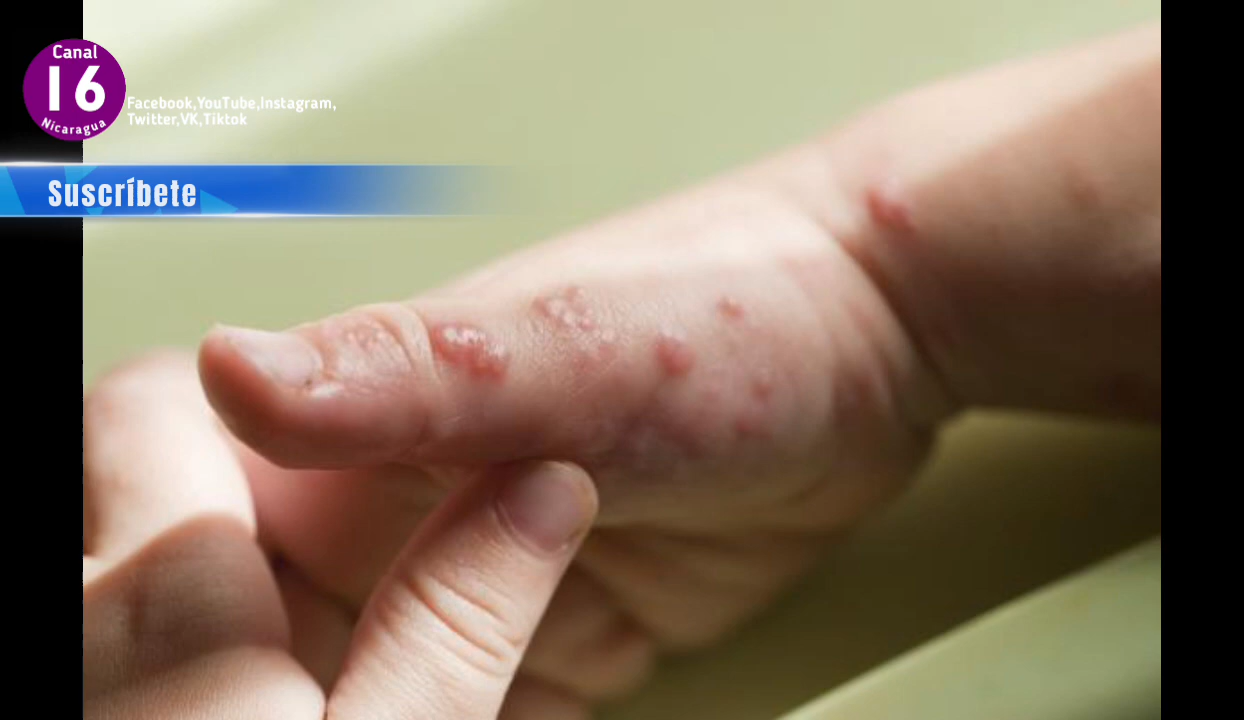 Canal
16
Nicaragua
Facebook,YouTube,Instagram,
Twitter,VK,Tiktok
Suscríbete